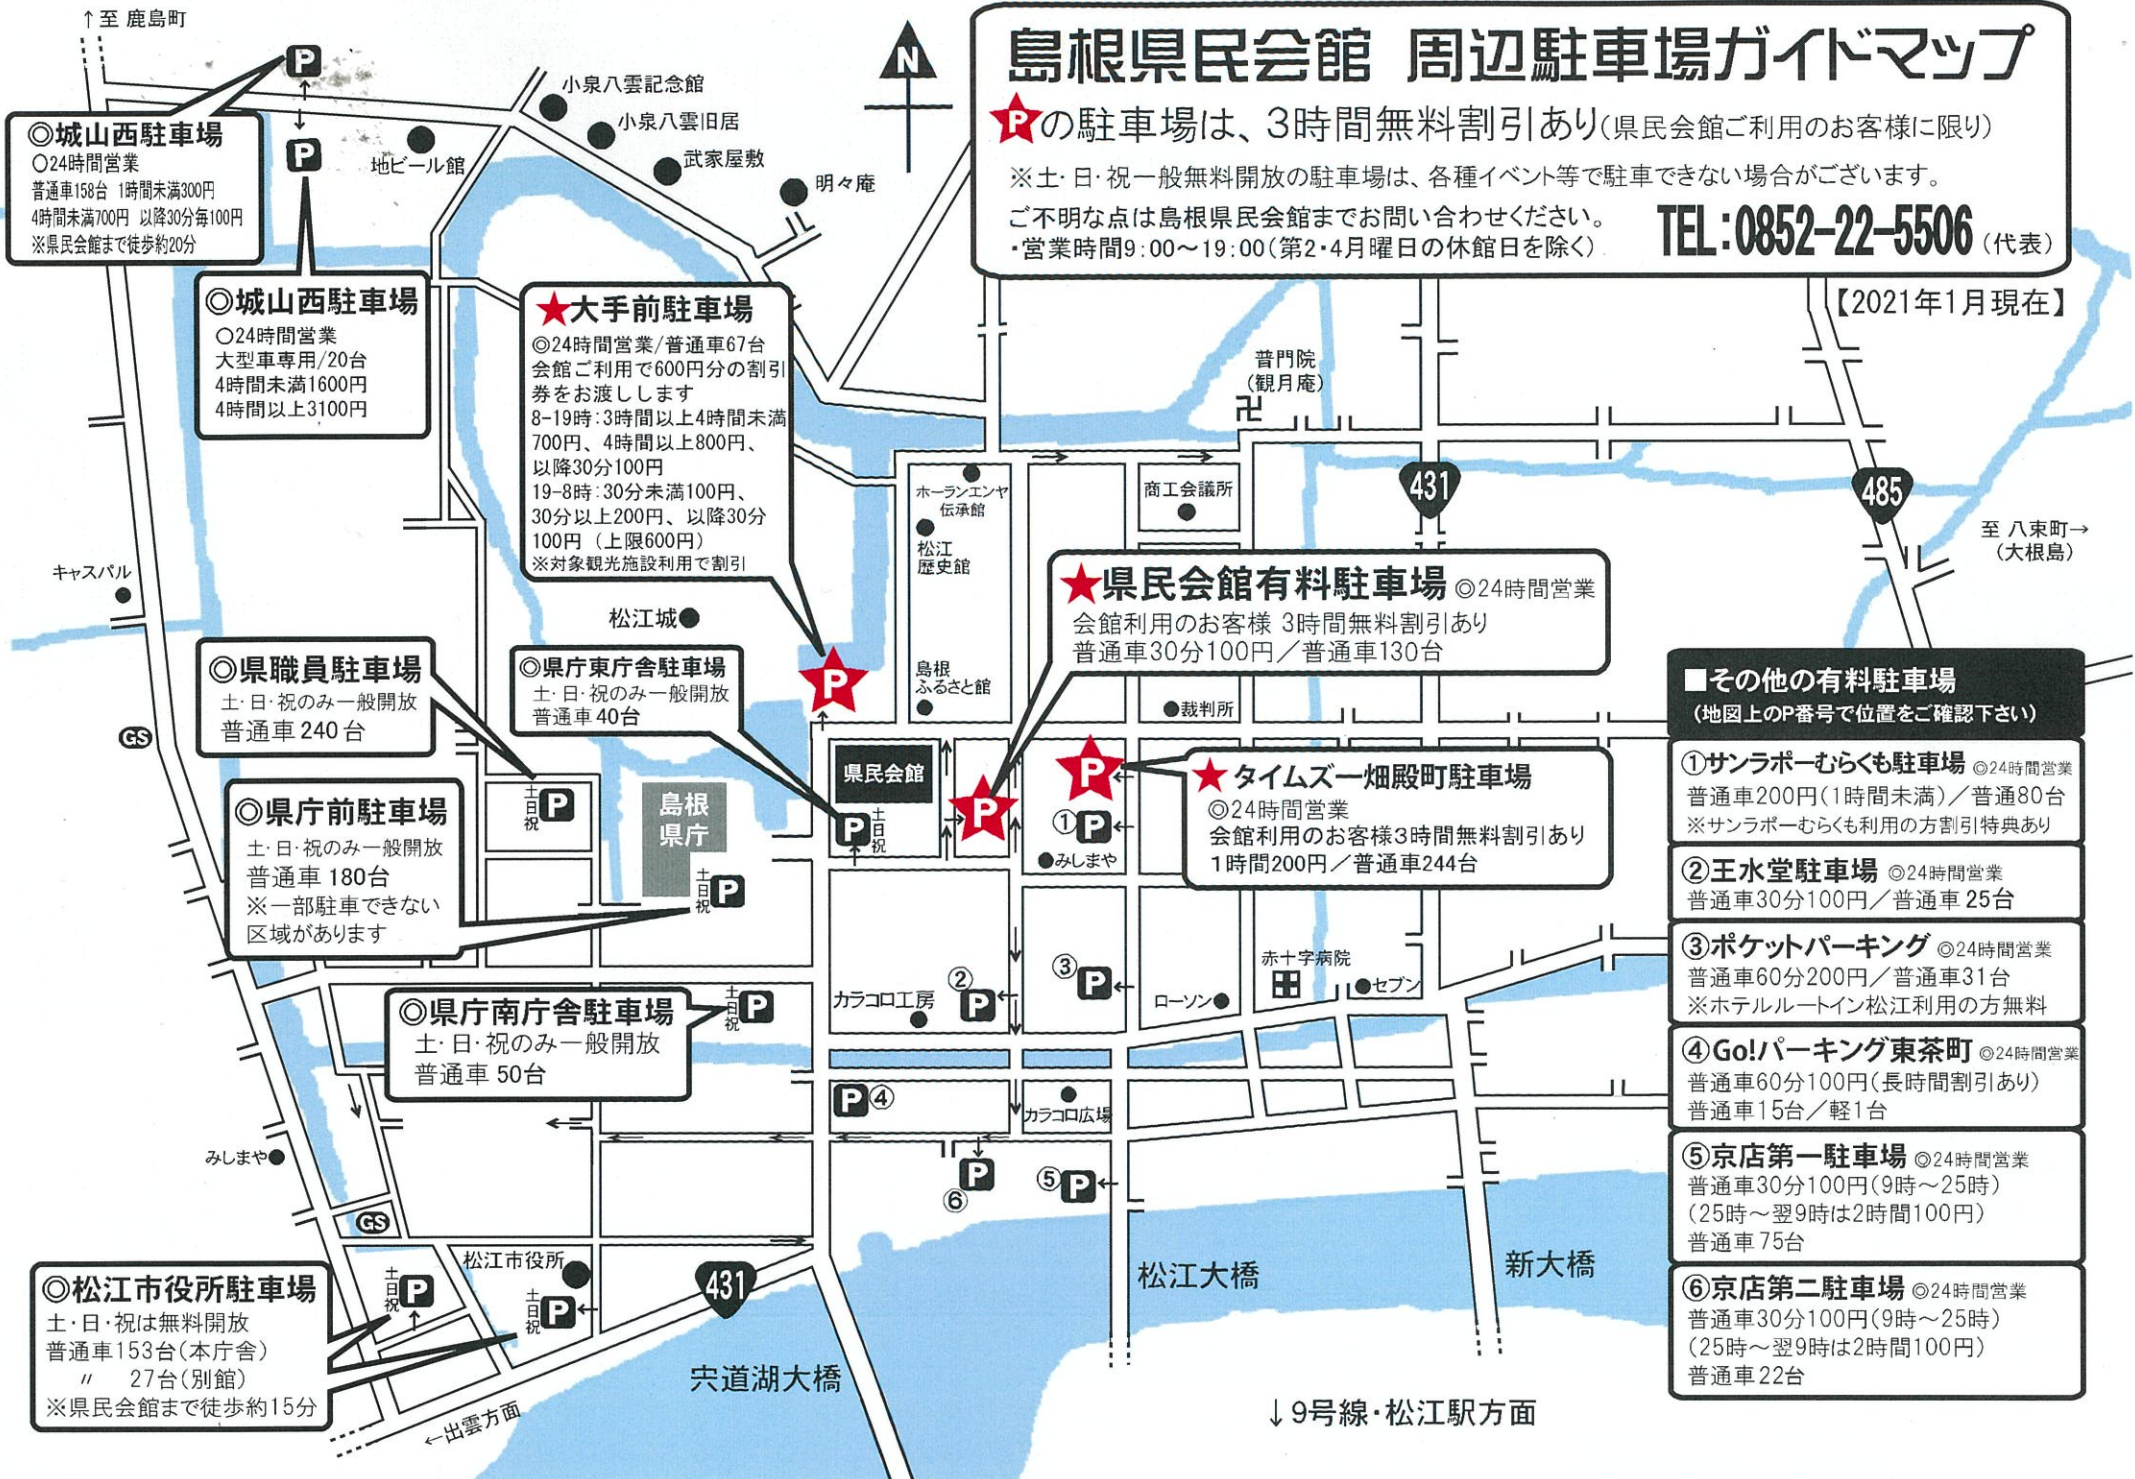 ↑至 鹿島町
島根県民会館 周辺駐車場ガイドマップ
Pの駐車場は、3時間無料割引あり(県民会館ご利用のお客様に限り)
※土・日・祝一般無料開放の駐車場は、各種イベント等で駐車できない場合がございます。
ご不明な点は島根県民会館までお問い合わせください。
・営業時間9:00～19:00(第2・4月曜日の休館日を除く)
TEL:0852-22-5506(代表)
【2021年1月現在】
N
P
P
◎城山西駐車場
○24時間営業
普通車158台 1時間未満300円
4時間未満700円 以降30分毎100円
※県民会館まで徒歩約20分
◎城山西駐車場
○24時間営業
大型車専用/20台
4時間未満1600円
4時間以上3100円
小泉八雲記念館
小泉八雲旧居
武家屋敷
明々庵
地ビール館
★大手前駐車場
◎24時間営業/普通車67台
会館ご利用で600円分の割引
券をお渡しします
8-19時:3時間以上4時間未満
700円、4時間以上800円、
以降30分100円
19-8時:30分未満100円、
30分以上200円、以降30分
100円（上限600円）
※対象観光施設利用で割引
普門院
(観月庵)
卍
ホーランエンヤ
伝承館
松江
歴史館
商工会議所
431
485
至 八束町→
（大根島）
キャスパル
松江城
島根
ふるさと館
裁判所
★県民会館有料駐車場 ◎24時間営業
会館利用のお客様 3時間無料割引あり
普通車30分100円／普通車130台
◎県職員駐車場
土・日・祝のみ一般開放
普通車 240台
◎県庁東庁舎駐車場
土・日・祝のみ一般開放
普通車 40台
P
GS
県民会館
P
土日祝
P
P
★タイムズ一畑殿町駐車場
◎24時間営業
会館利用のお客様3時間無料割引あり
1時間200円／普通車244台
①P
みしまや
土日祝
P
島根
県庁
土日祝
P
◎県庁前駐車場
土・日・祝のみ一般開放
普通車 180台
※一部駐車できない
区域があります
◎県庁南庁舎駐車場
土・日・祝のみ一般開放
普通車 50台
土日祝
P
カラコロ工房
②P
③P
ローソン
赤十字病院
セブン
P④
カラコロ広場
⑥P
⑤P
みしまや
GS
松江市役所
土日祝
P
土日祝
P
431
◎松江市役所駐車場
土・日・祝は無料開放
普通車153台(本庁舎)
〃 27台(別館)
※県民会館まで徒歩約15分
←出雲方面
宍道湖大橋
松江大橋
新大橋
↓9号線・松江駅方面
■その他の有料駐車場
(地図上のP番号で位置をご確認下さい)
①サンラポーむらくも駐車場 ◎24時間営業
普通車200円(1時間未満)／普通80台
※サンラポーむらくも利用の方割引特典あり
②玉水堂駐車場 ◎24時間営業
普通車30分100円／普通車 25台
③ポケットパーキング ◎24時間営業
普通車60分200円／普通車31台
※ホテルルートイン松江利用の方無料
④Go!パーキング東茶町 ◎24時間営業
普通車60分100円(長時間割引あり)
普通車15台／軽1台
⑤京店第一駐車場 ◎24時間営業
普通車30分100円(9時～25時)
(25時～翌9時は2時間100円)
普通車 75台
⑥京店第二駐車場 ◎24時間営業
普通車30分100円(9時～25時)
(25時～翌9時は2時間100円)
普通車 22台